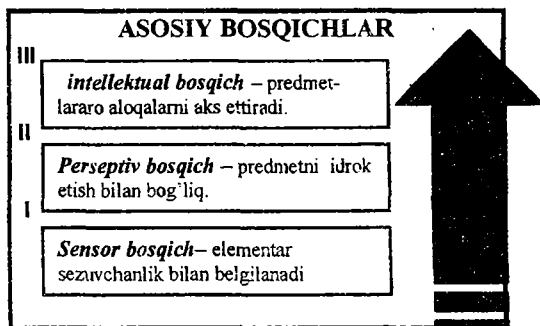 ASOSIY BOSQICHLAR
III
intellektual bosqich – predmet-
lararo aloqalarni aks ettiradi.
II
Perseptiv bosqich – predmetni idrok
etish bilan bog'liq.
I
Sensor bosqich– elementar
sezuvchanlik bilan belgilanadi